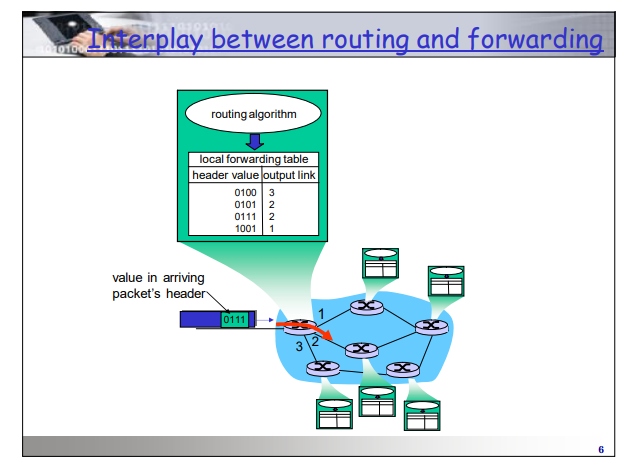 Interplay between routing and forwarding
routing algorithm
local forwarding table
header value output link
0100 3
0101 2
0111 2
1001 1
value in arriving
packet's header
0111
1
3 2
6